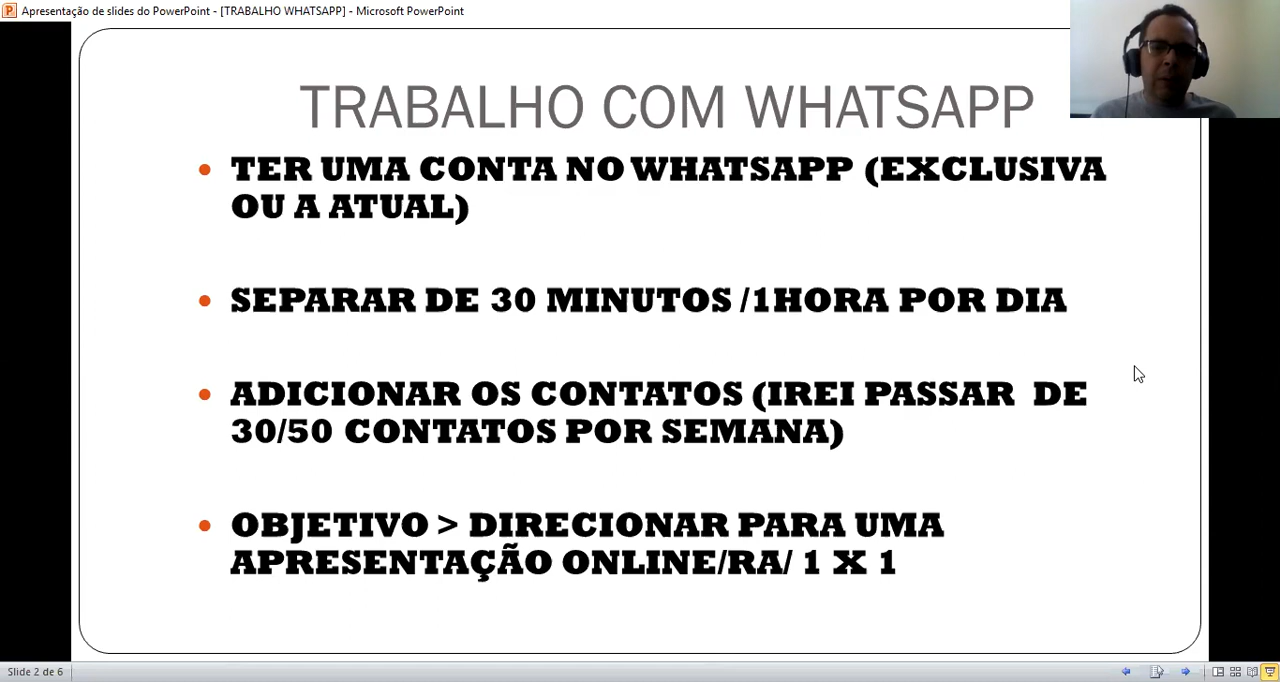 Apresentação de slides do PowerPoint - [TRABALHO WHATSAPP] - Microsoft PowerPoint
TRABALHO COM WHATSAPP
• TER UMA CONTA NO WHATSAPP (EXCLUSIVA
OU A ATUAL)
• SEPARAR DE 30 MINUTOS /1HORA POR DIA
• ADICIONAR OS CONTATOS (IREI PASSAR DE
30/50 CONTATOS POR SEMANA)
• OBJETIVO > DIRECIONAR PARA UMA
APRESENTAÇÃO ONLINE/RA/ 1 X 1
Slide 2 de 6